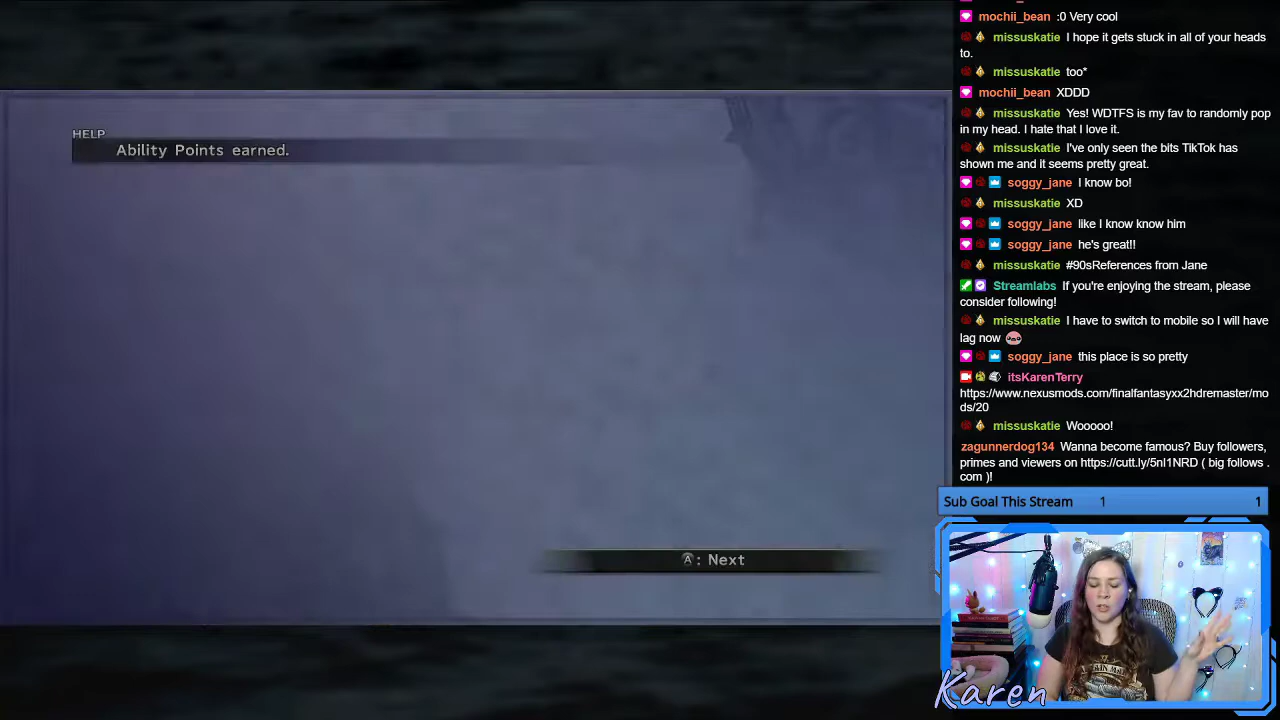 HELP
Ability Points earned.
Ⓐ: Next
mochii_bean :0 Very cool
missuskatie I hope it gets stuck in all of your heads
to.
missuskatie too*
mochii_bean XDDD
missuskatie Yes! WDTFS is my fav to randomly pop
in my head. I hate that I love it.
missuskatie I've only seen the bits TikTok has
shown me and it seems pretty great.
soggy_jane I know bo!
missuskatie XD
soggy_jane like I know know him
soggy_jane he's great!!
missuskatie #90sReferences from Jane
Streamlabs If you're enjoying the stream, please
consider following!
missuskatie I have to switch to mobile so I will have
lag now
soggy_jane this place is so pretty
itsKarenTerry
https://www.nexusmods.com/finalfantasyxx2hdremaster/mo
ds/20
missuskatie Wooooo!
zagunnerdog134 Wanna become famous? Buy followers,
primes and viewers on https://cutt.ly/5nI1NRD ( big follows .
com )!
Sub Goal This Stream 1 1
Karen